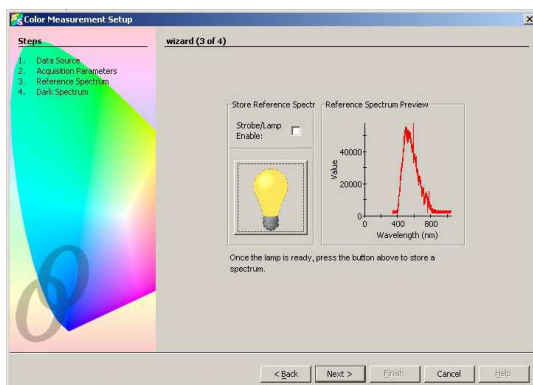 Color Measurement Setup
Steps
1. Data Source
2. Acquisition Parameters
3. Reference Spectrum
4. Dark Spectrum
wizard (3 of 4)
Store Reference Spectr
Strobe/Lamp
Enable:
Reference Spectrum Preview
Value
40000
20000
0
0 400 800
Wavelength (nm)
Once the lamp is ready, press the button above to store a
spectrum.
< Back Next > Finish Cancel Help